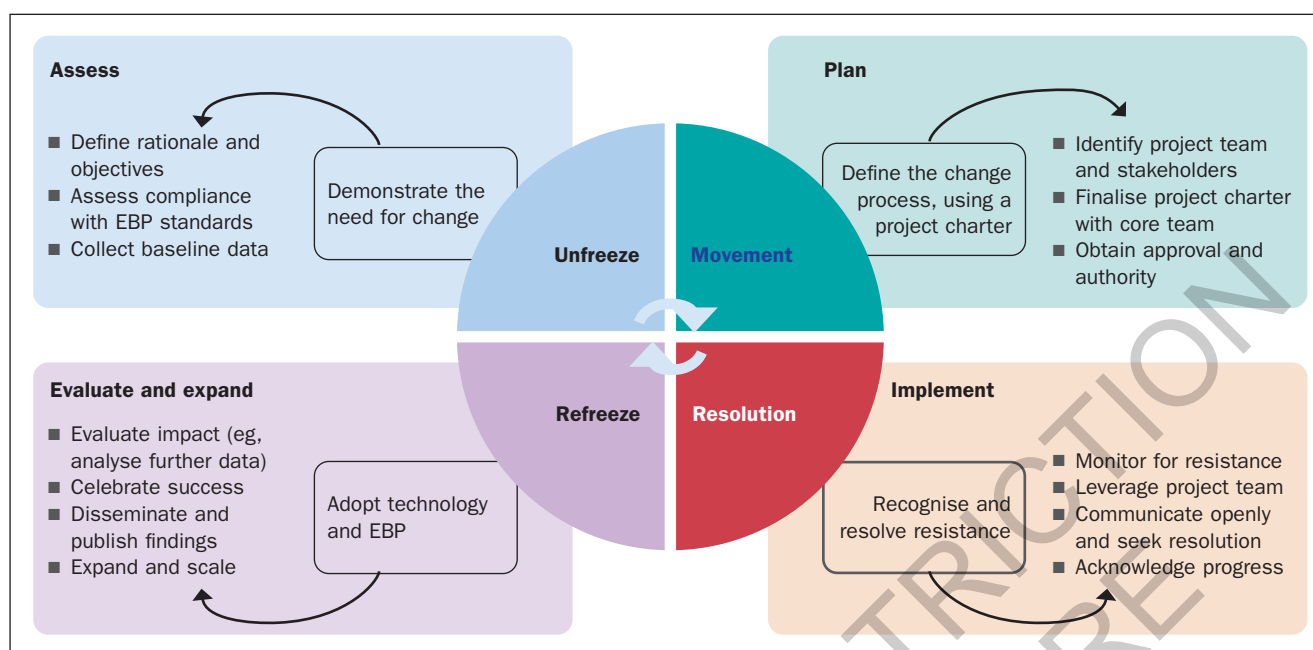 Assess
■ Define rationale and
objectives
■ Assess compliance
with EBP standards
■ Collect baseline data
Demonstrate the
need for change
Unfreeze
Movement
Plan
Define the change
process, using a
project charter
■ Identify project team
and stakeholders
■ Finalise project charter
with core team
■ Obtain approval and
authority
Evaluate and expand
■ Evaluate impact (eg,
analyse further data)
■ Celebrate success
■ Disseminate and
publish findings
■ Expand and scale
Adopt technology
and EBP
Refreeze
Resolution
Implement
Recognise and
resolve resistance
■ Monitor for resistance
■ Leverage project team
■ Communicate openly
and seek resolution
■ Acknowledge progress